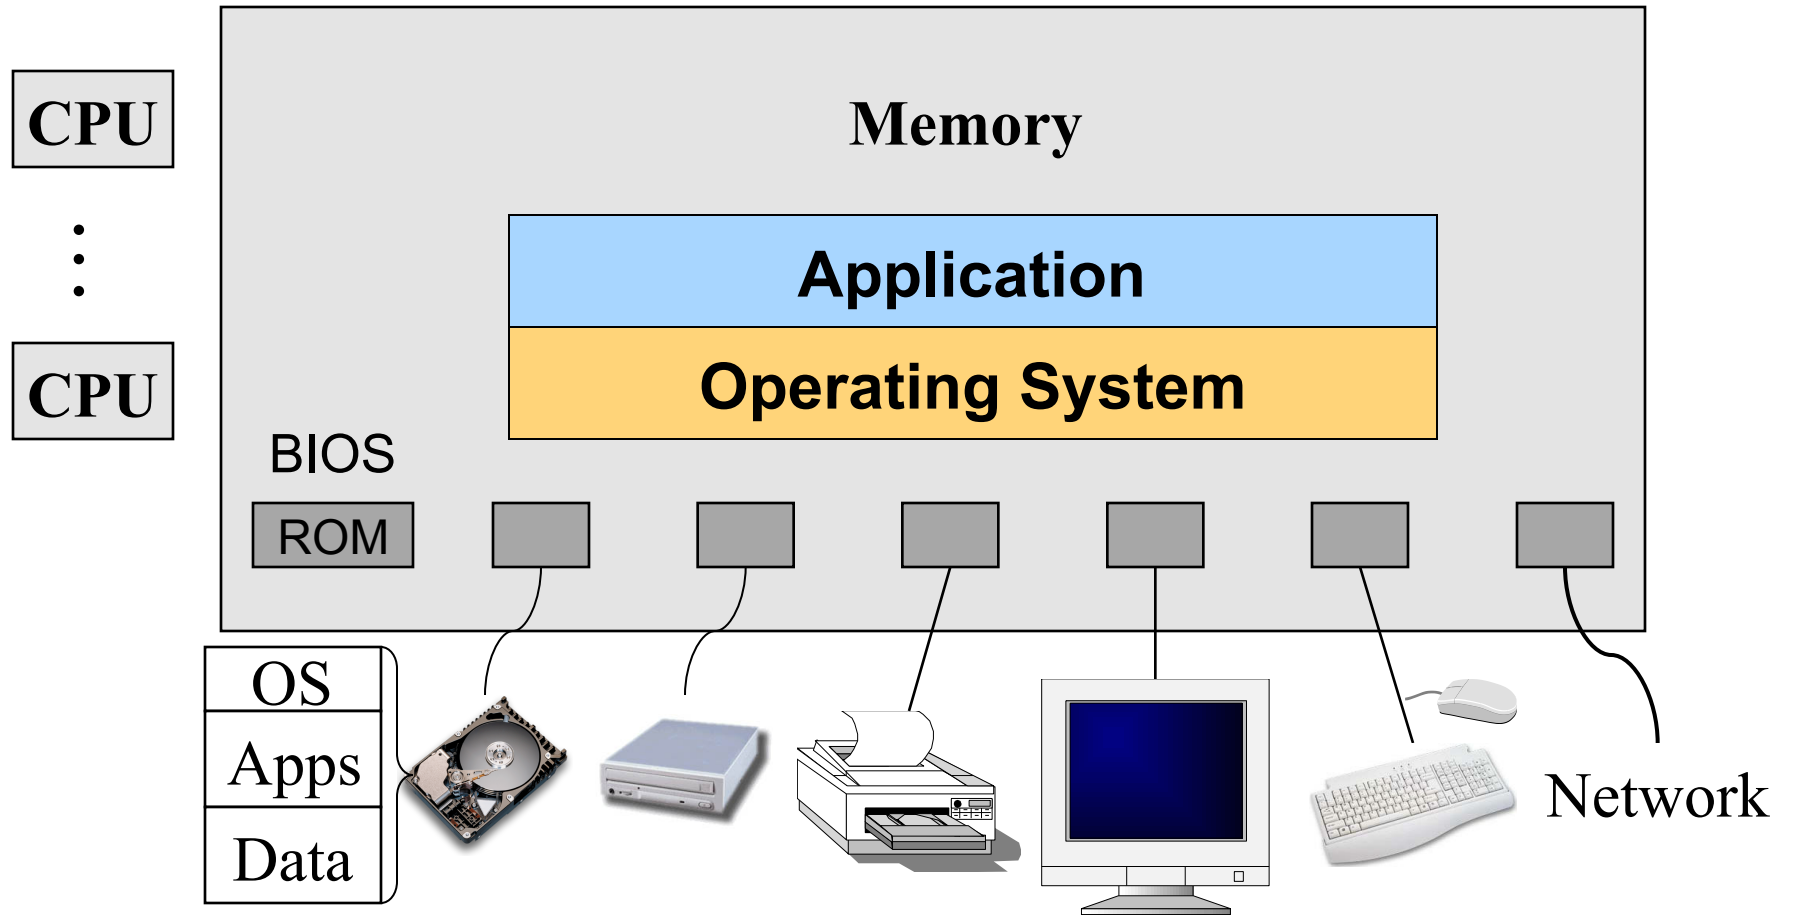 CPU
Memory
Application
CPU
Operating System
BIOS
ROM
OS
Apps
Data
Network